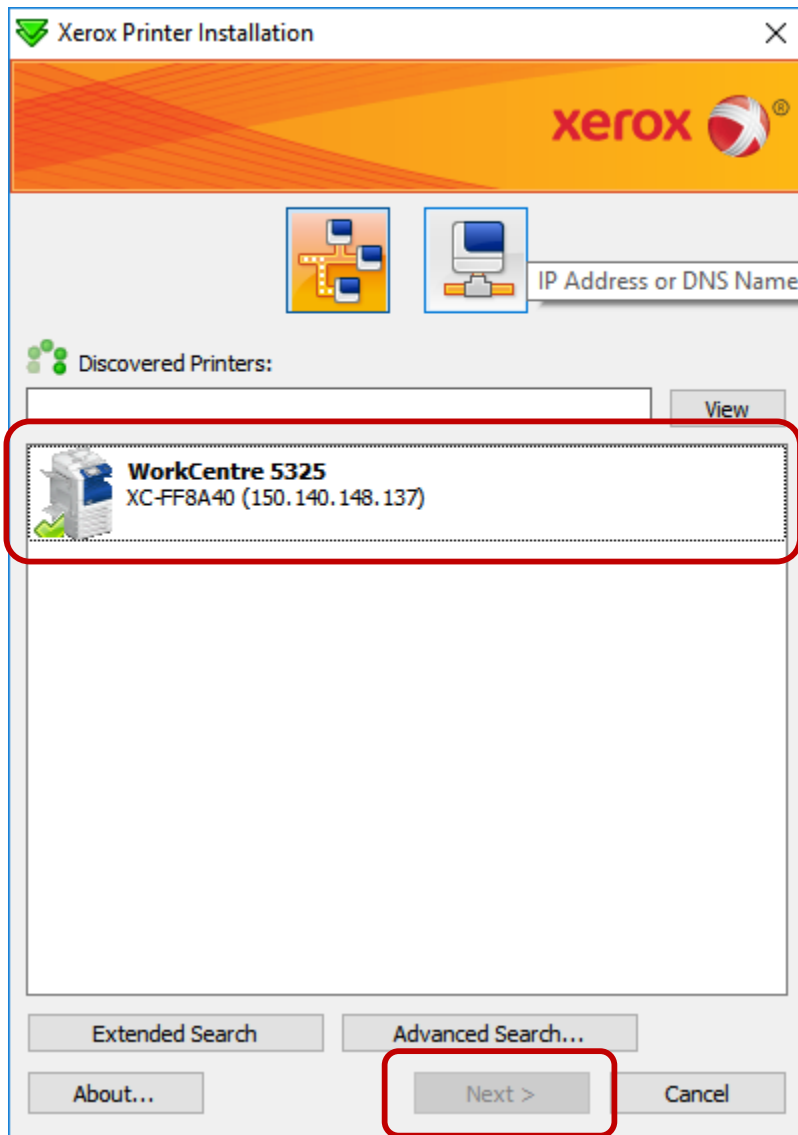 Xerox Printer Installation
xerox ®
IP Address or DNS Name
Discovered Printers:
View
WorkCentre 5325
XC-FF8A40 (150.140.148.137)
Extended Search
Advanced Search...
About...
Next >
Cancel